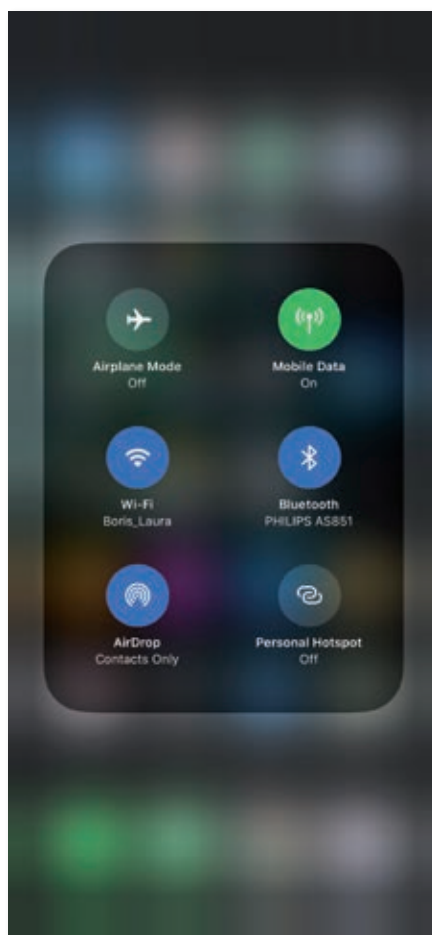 Airplane Mode
Off
Mobile Data
On
Wi-Fi
Boris_Laura
Bluetooth
PHILIPS AS851
AirDrop
Contacts Only
Personal Hotspot
Off